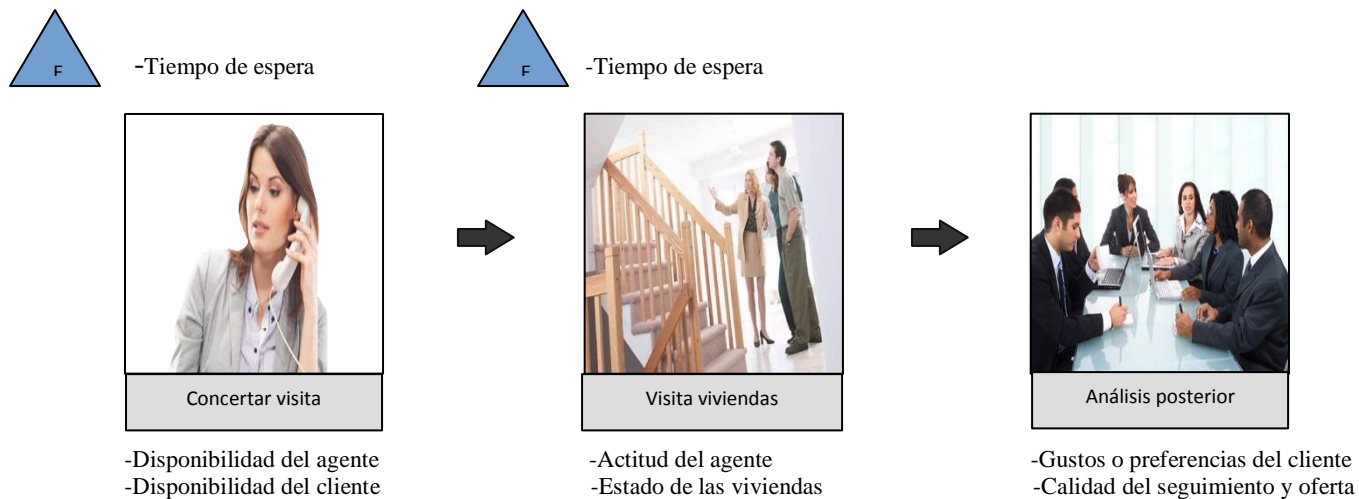 F
-Tiempo de espera
F
-Tiempo de espera
Concertar visita
Visita viviendas
Análisis posterior
-Disponibilidad del agente
-Actitud del agente
-Gustos o preferencias del cliente
-Disponibilidad del cliente
-Estado de las viviendas
-Calidad del seguimiento y oferta